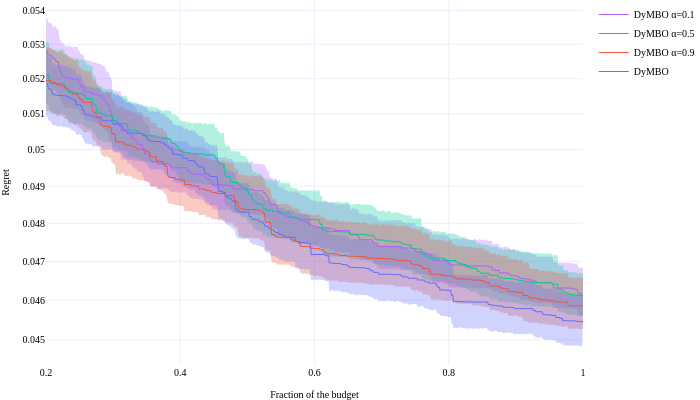 0.054
0.053
0.052
0.051
0.05
0.049
0.048
0.047
0.046
0.045
Regret
0.2
0.4
0.6
0.8
1
Fraction of the budget
DyMBO α=0.1
DyMBO α=0.5
DyMBO α=0.9
DyMBO